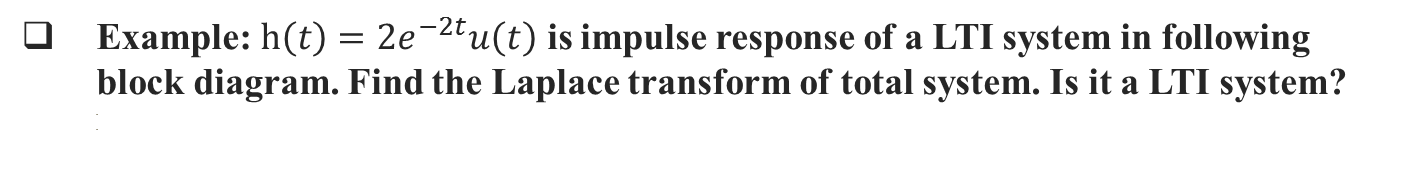 ❑ Example: h(t) = 2e⁻²ᵗu(t) is impulse response of a LTI system in following
block diagram. Find the Laplace transform of total system. Is it a LTI system?